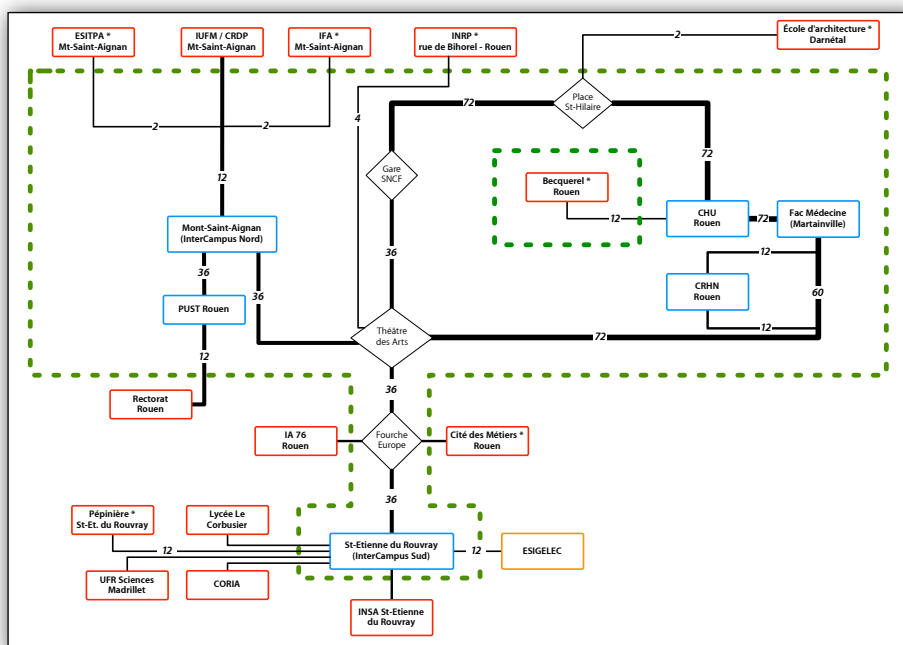 ESITPA *
Mt-Saint-Aignan
IUFM / CRDP
Mt-Saint-Aignan
IFA *
Mt-Saint-Aignan
INRP *
rue de Bihorel - Rouen
École d'architecture *
Darnétal
2
72
Place
St-Hilaire
4
2
2
72
Gare
SNCF
12
Becquerel *
Rouen
12
CHU
Rouen
72
Fac Médecine
(Martainville)
Mont-Saint-Aignan
(InterCampus Nord)
36
36
36
12
CRHN
Rouen
60
PUST Rouen
12
Théâtre
des Arts
72
12
36
Rectorat
Rouen
IA 76
Rouen
Fourche
Europe
Cité des Métiers *
Rouen
36
Pépinière *
St-Et. du Rouvray
Lycée Le
Corbusier
12
St-Etienne du Rouvray
(InterCampus Sud)
12
ESIGELEC
UFR Sciences
Madrillet
CORIA
INSA St-Etienne
du Rouvray